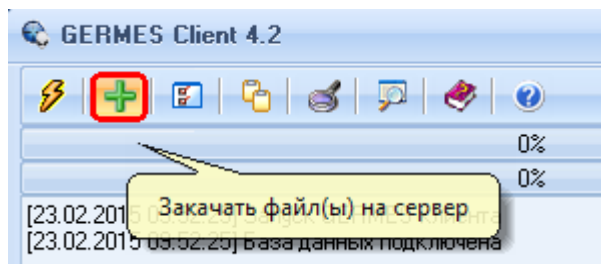 GERMES Client 4.2
0%
0%
Закачать файл(ы) на сервер
[23.02.2015
[23.02.2015 09:52:25] База данных подключена